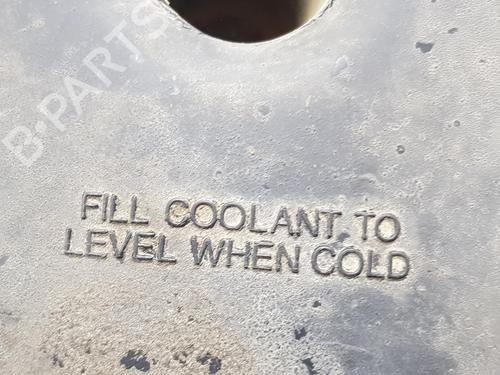 B-PARTS
FILL COOLANT TO
LEVEL WHEN COLD